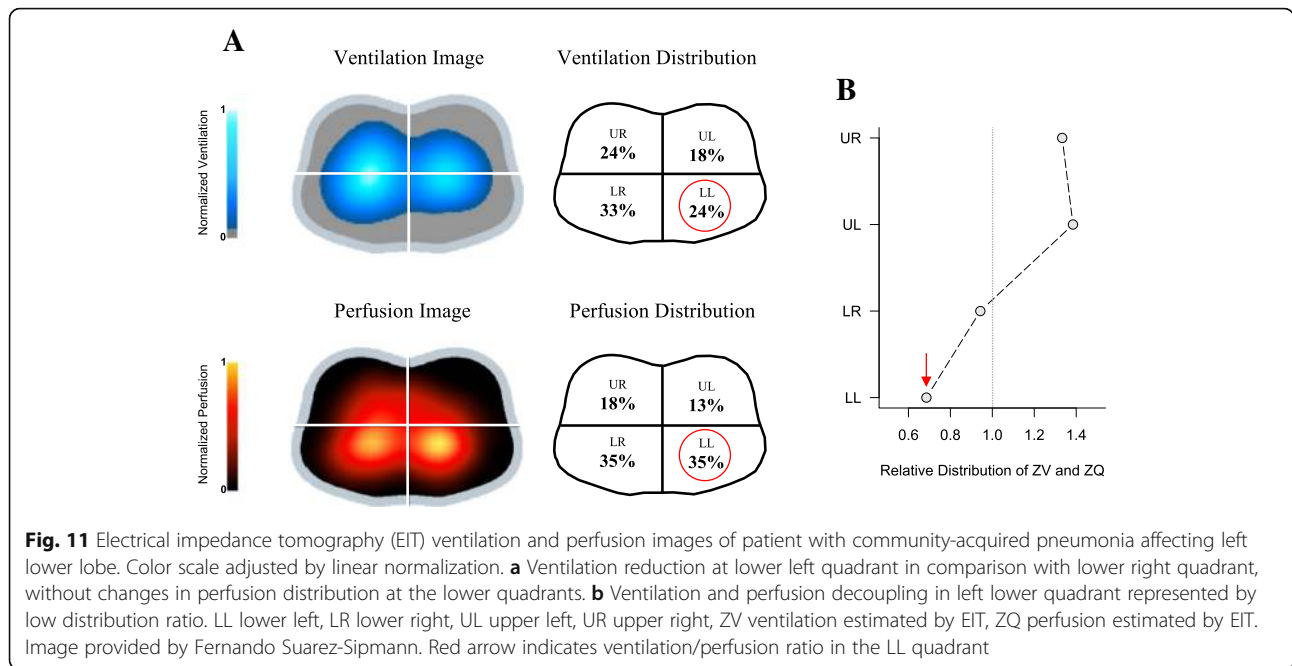 A
Ventilation Image
Ventilation Distribution
1
Normalized Ventilation
0
UR
24%
UL
18%
LR
33%
LL
24%
Perfusion Image
Perfusion Distribution
1
Normalized Perfusion
0
UR
18%
UL
13%
LR
35%
LL
35%
B
UR
UL
LR
LL
0.6 0.8 1.0 1.2 1.4
Relative Distribution of ZV and ZQ
Fig. 11 Electrical impedance tomography (EIT) ventilation and perfusion images of patient with community-acquired pneumonia affecting left
lower lobe. Color scale adjusted by linear normalization. a Ventilation reduction at lower left quadrant in comparison with lower right quadrant,
without changes in perfusion distribution at the lower quadrants. b Ventilation and perfusion decoupling in left lower quadrant represented by
low distribution ratio. LL lower left, LR lower right, UL upper left, UR upper right, ZV ventilation estimated by EIT, ZQ perfusion estimated by EIT.
Image provided by Fernando Suarez-Sipmann. Red arrow indicates ventilation/perfusion ratio in the LL quadrant